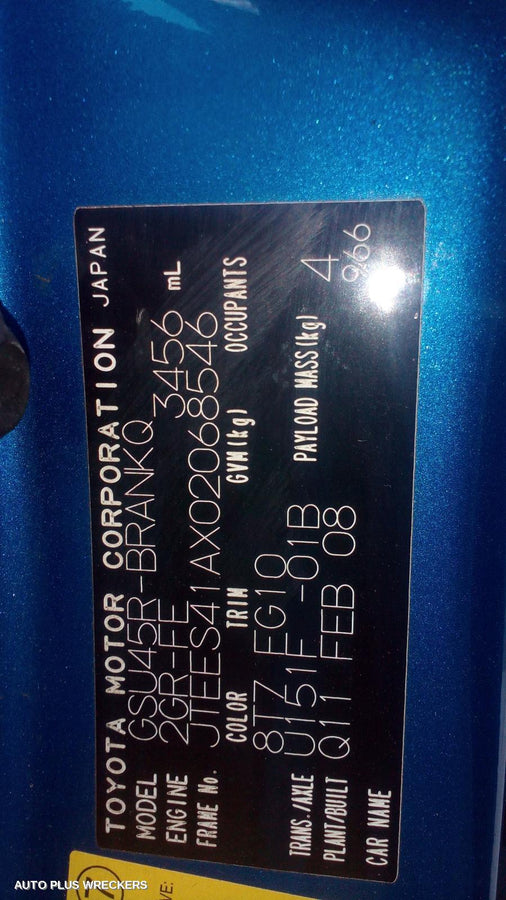 TOYOTA MOTOR CORPORATION JAPAN
MODEL GSU45R-BRANKQ
ENGINE 2GR-FE 3456 mL
FRAME No. JTEES41AX02068546
COLOR TRIM GVM(kg) OCCUPANTS
8T7 FG10 4
TRANS./AXLE U151F -01B PAYLOAD MASS(kg) 966
PLANT/BUILT Q11 FEB 08
CAR NAME
7
VE:
AUTO PLUS WRECKERS